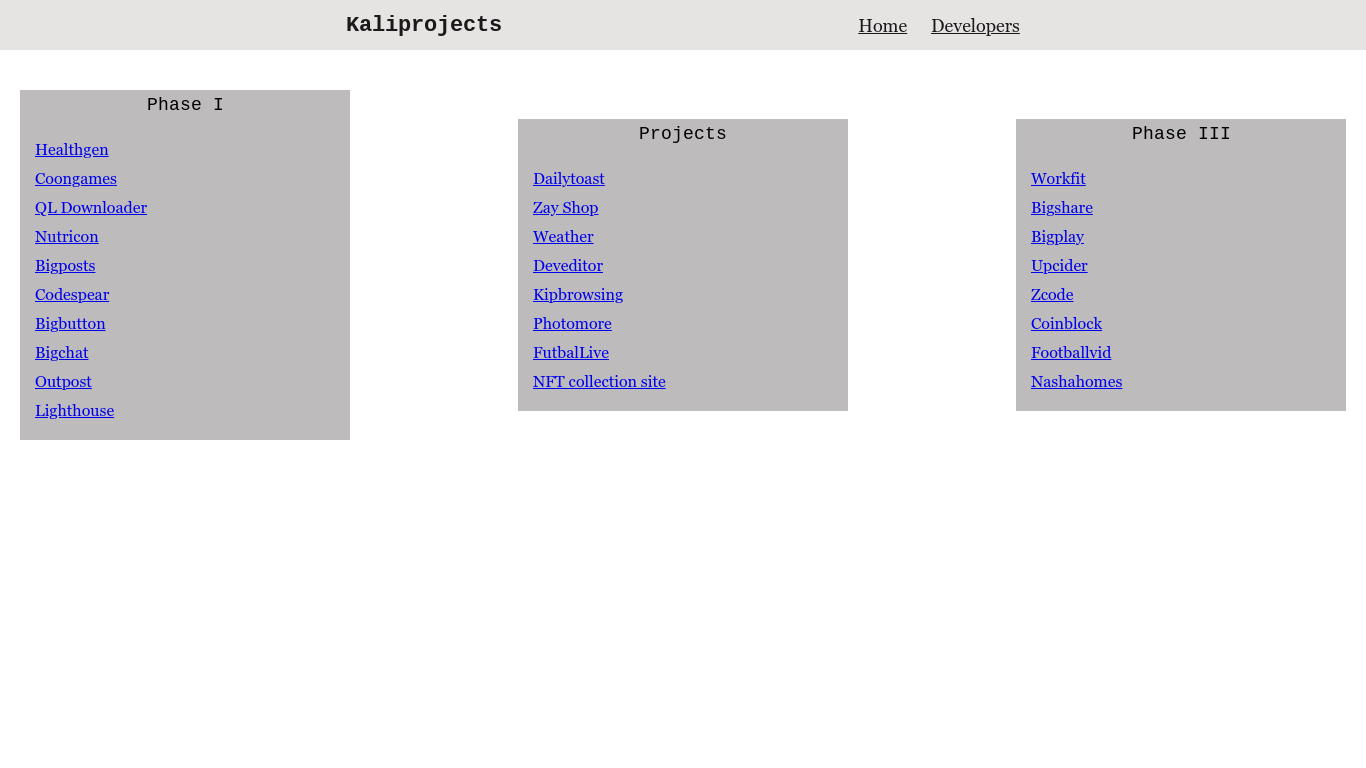 Kaliprojects
Home Developers
Phase I
Healthgen
Coongames
QL Downloader
Nutricon
Bigposts
Codespear
Bigbutton
Bigchat
Outpost
Lighthouse
Projects
Dailytoast
Zay Shop
Weather
Deveditor
Kipbrowsing
Photomore
FutbalLive
NFT collection site
Phase III
Workfit
Bigshare
Bigplay
Upcider
Zcode
Coinblock
Footballvid
Nashahomes